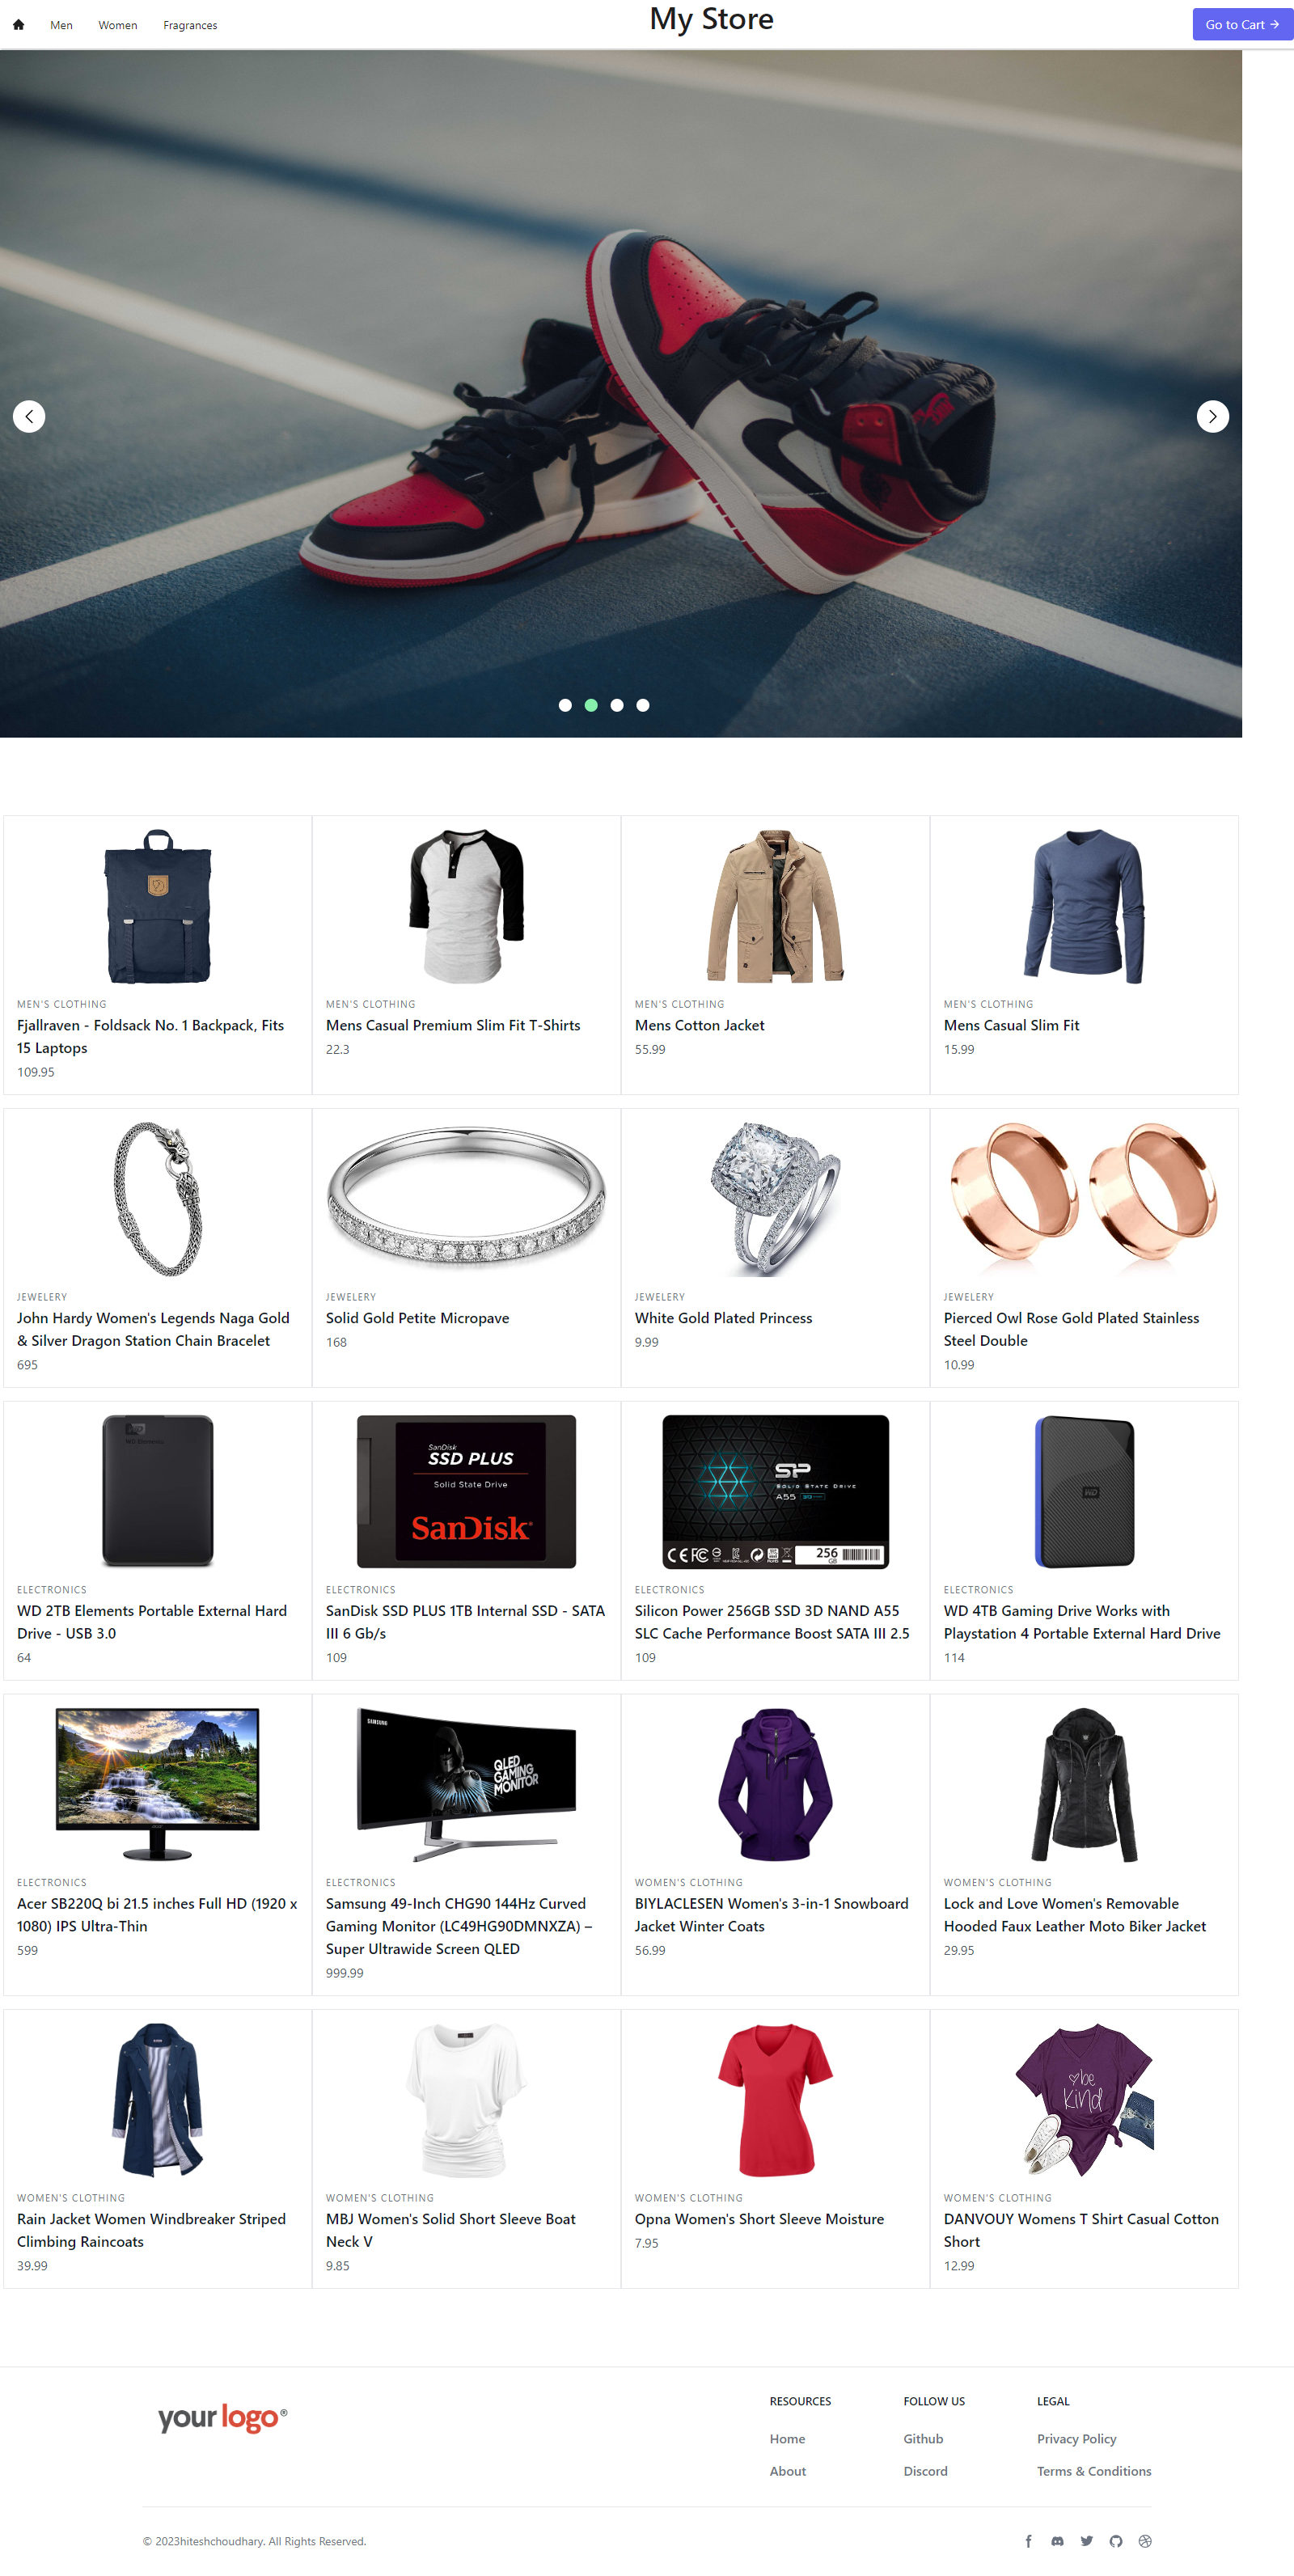 Men Women Fragrances
My Store
Go to Cart →
MEN'S CLOTHING
Fjallraven - Foldsack No. 1 Backpack, Fits
15 Laptops
109.95
MEN'S CLOTHING
Mens Casual Premium Slim Fit T-Shirts
22.3
MEN'S CLOTHING
Mens Cotton Jacket
55.99
MEN'S CLOTHING
Mens Casual Slim Fit
15.99
JEWELERY
John Hardy Women's Legends Naga Gold
& Silver Dragon Station Chain Bracelet
695
JEWELERY
Solid Gold Petite Micropave
168
JEWELERY
White Gold Plated Princess
9.99
JEWELERY
Pierced Owl Rose Gold Plated Stainless
Steel Double
10.99
WD
WD Elements
ELECTRONICS
WD 2TB Elements Portable External Hard
Drive - USB 3.0
64
SanDisk
SSD PLUS
Solid State Drive
SanDisk®
ELECTRONICS
SanDisk SSD PLUS 1TB Internal SSD - SATA
III 6 Gb/s
109
SP
SOLID STATE DRIVE
A55
256
GB
ELECTRONICS
Silicon Power 256GB SSD 3D NAND A55
SLC Cache Performance Boost SATA III 2.5
109
WD
ELECTRONICS
WD 4TB Gaming Drive Works with
Playstation 4 Portable External Hard Drive
114
ELECTRONICS
Acer SB220Q bi 21.5 inches Full HD (1920 x
1080) IPS Ultra-Thin
599
SAMSUNG
QLED
GAMING
MONITOR
ELECTRONICS
Samsung 49-Inch CHG90 144Hz Curved
Gaming Monitor (LC49HG90DMNXZA) –
Super Ultrawide Screen QLED
999.99
WOMEN'S CLOTHING
BIYLACLESEN Women's 3-in-1 Snowboard
Jacket Winter Coats
56.99
WOMEN'S CLOTHING
Lock and Love Women's Removable
Hooded Faux Leather Moto Biker Jacket
29.95
WOMEN'S CLOTHING
Rain Jacket Women Windbreaker Striped
Climbing Raincoats
39.99
WOMEN'S CLOTHING
MBJ Women's Solid Short Sleeve Boat
Neck V
9.85
WOMEN'S CLOTHING
Opna Women's Short Sleeve Moisture
7.95
be
kind
WOMEN'S CLOTHING
DANVOUY Womens T Shirt Casual Cotton
Short
12.99
your logo®
RESOURCES
Home
About
FOLLOW US
Github
Discord
LEGAL
Privacy Policy
Terms & Conditions
© 2023hiteshchoudhary. All Rights Reserved.